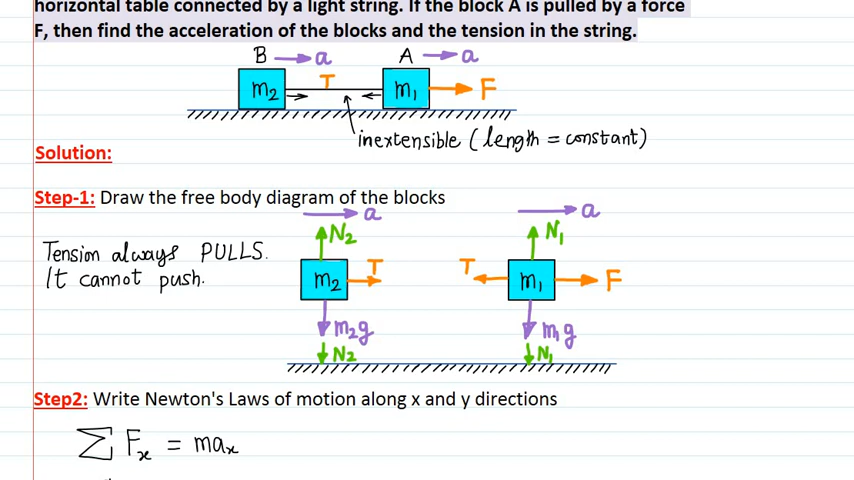 horizontal table connected by a light string. If the block A is pulled by a force
F, then find the acceleration of the blocks and the tension in the string.
B a A a
m2 T m1 F
inextensible (length = constant)
Solution:
Step-1: Draw the free body diagram of the blocks
a a
N2 N1
Tension always PULLS.
It cannot push.
m2 T T m1 F
m2g m1g
N2 N1
Step2: Write Newton's Laws of motion along x and y directions
∑ Fx = max